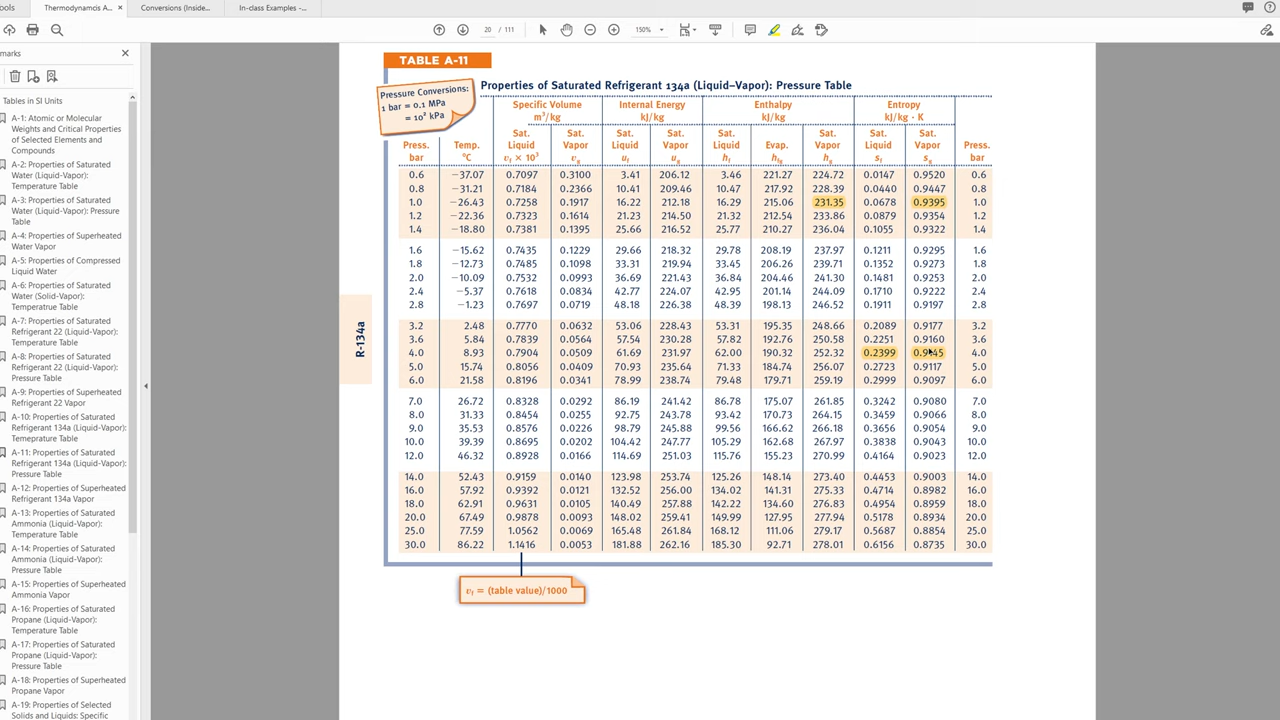 ools
Thermodynamics A... ×
Conversions (Inside...
In-class Examples -...
20 / 111
150%
marks
Tables in SI Units
A-1: Atomic or Molecular
Weights and Critical Properties
of Selected Elements and
Compounds
A-2: Properties of Saturated
Water (Liquid-Vapor):
Temperature Table
A-3: Properties of Saturated
Water (Liquid-Vapor): Pressure
Table
A-4: Properties of Superheated
Water Vapor
A-5: Properties of Compressed
Liquid Water
A-6: Properties of Saturated
Water (Solid-Vapor):
Temperatrue Table
A-7: Properties of Saturated
Refrigerant 22 (Liquid-Vapor):
Temperature Table
A-8: Properties of Saturated
Refrigerant 22 (Liquid-Vapor):
Pressure Table
A-9: Properties of Superheated
Refrigerant 22 Vapor
A-10: Properties of Saturated
Refrigerant 134a (Liquid-Vapor):
Temeprature Table
A-11: Properties of Saturated
Refrigerant 134a (Liquid-Vapor):
Pressure Table
A-12: Properties of Superheated
Refrigerant 134a Vapor
A-13: Properties of Saturated
Ammonia (Liquid-Vapor):
Temperature Table
A-14: Properties of Saturated
Ammonia (Liquid-Vapor):
Pressure Table
A-15: Properties of Superheated
Ammonia Vapor
A-16: Properties of Saturated
Propane (Liquid-Vapor):
Temperature Table
A-17: Properties of Saturated
Propane (Liquid-Vapor):
Pressure Table
A-18: Properties of Superheated
Propane Vapor
A-19: Properties of Selected
Solids and Liquids: Specific
TABLE A-11
Properties of Saturated Refrigerant 134a (Liquid–Vapor): Pressure Table
Pressure Conversions:
1 bar = 0.1 MPa
= 10² kPa
Specific Volume Internal Energy Enthalpy Entropy
m³/kg kJ/kg kJ/kg kJ/kg · K
Sat. Sat. Sat. Sat. Sat. Sat. Sat. Sat.
Press. Temp. Liquid Vapor Liquid Vapor Liquid Evap. Vapor Liquid Vapor Press.
bar °C vf × 10³ vg uf ug hf hfg hg sf sg bar
0.6 −37.07 0.7097 0.3100 3.41 206.12 3.46 221.27 224.72 0.0147 0.9520 0.6
0.8 −31.21 0.7184 0.2366 10.41 209.46 10.47 217.92 228.39 0.0440 0.9447 0.8
1.0 −26.43 0.7258 0.1917 16.22 212.18 16.29 215.06 231.35 0.0678 0.9395 1.0
1.2 −22.36 0.7323 0.1614 21.23 214.50 21.32 212.54 233.86 0.0879 0.9354 1.2
1.4 −18.80 0.7381 0.1395 25.66 216.52 25.77 210.27 236.04 0.1055 0.9322 1.4
1.6 −15.62 0.7435 0.1229 29.66 218.32 29.78 208.19 237.97 0.1211 0.9295 1.6
1.8 −12.73 0.7485 0.1098 33.31 219.94 33.45 206.26 239.71 0.1352 0.9273 1.8
2.0 −10.09 0.7532 0.0993 36.69 221.43 36.84 204.46 241.30 0.1481 0.9253 2.0
2.4 −5.37 0.7618 0.0834 42.77 224.07 42.95 201.14 244.09 0.1710 0.9222 2.4
2.8 −1.23 0.7697 0.0719 48.18 226.38 48.39 198.13 246.52 0.1911 0.9197 2.8
3.2 2.48 0.7770 0.0632 53.06 228.43 53.31 195.35 248.66 0.2089 0.9177 3.2
3.6 5.84 0.7839 0.0564 57.54 230.28 57.82 192.76 250.58 0.2251 0.9160 3.6
4.0 8.93 0.7904 0.0509 61.69 231.97 62.00 190.32 252.32 0.2399 0.9145 4.0
5.0 15.74 0.8056 0.0409 70.93 235.64 71.33 184.74 256.07 0.2723 0.9117 5.0
6.0 21.58 0.8196 0.0341 78.99 238.74 79.48 179.71 259.19 0.2999 0.9097 6.0
7.0 26.72 0.8328 0.0292 86.19 241.42 86.78 175.07 261.85 0.3242 0.9080 7.0
8.0 31.33 0.8454 0.0255 92.75 243.78 93.42 170.73 264.15 0.3459 0.9066 8.0
9.0 35.53 0.8576 0.0226 98.79 245.88 99.56 166.62 266.18 0.3656 0.9054 9.0
10.0 39.39 0.8695 0.0202 104.42 247.77 105.29 162.68 267.97 0.3838 0.9043 10.0
12.0 46.32 0.8928 0.0166 114.69 251.03 115.76 155.23 270.99 0.4164 0.9023 12.0
14.0 52.43 0.9159 0.0140 123.98 253.74 125.26 148.14 273.40 0.4453 0.9003 14.0
16.0 57.92 0.9392 0.0121 132.52 256.00 134.02 141.31 275.33 0.4714 0.8982 16.0
18.0 62.91 0.9631 0.0105 140.49 257.88 142.22 134.60 276.83 0.4954 0.8959 18.0
20.0 67.49 0.9878 0.0093 148.02 259.41 149.99 127.95 277.94 0.5178 0.8934 20.0
25.0 77.59 1.0562 0.0069 165.48 261.84 168.12 111.06 279.17 0.5687 0.8854 25.0
30.0 86.22 1.1416 0.0053 181.88 262.16 185.30 92.71 278.01 0.6156 0.8735 30.0
vf = (table value)/1000
R-134a